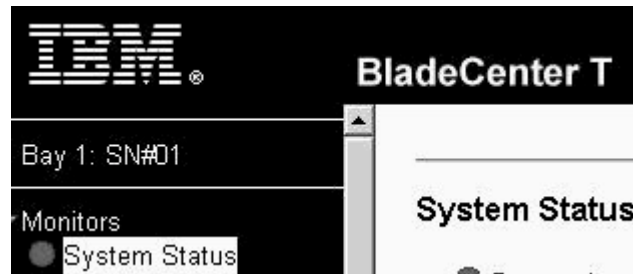 IBM®
BladeCenter T
Bay 1: SN#01
Monitors
System Status
System Status